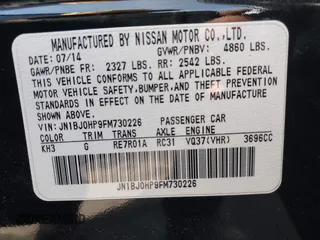 MANUFACTURED BY NISSAN MOTOR CO.,LTD.
DATE: 07/14 GVWR/PNBV: 4860 LBS.
GAWR/PNBE FR: 2327 LBS. RR: 2542 LBS.
THIS VEHICLE CONFORMS TO ALL APPLICABLE FEDERAL
MOTOR VEHICLE SAFETY, BUMPER, AND THEFT PREVENTION
STANDARDS IN EFFECT ON THE DATE OF MANUFACTURE
SHOWN ABOVE.
VIN: JN1BJ0HP9FM730226 PASSENGER CAR
COLOR TRIM TRANS AXLE ENGINE
KH3 G RE7R01A RC31 VQ37(VHR) 3696CC
JN1BJ0HP9FM730226